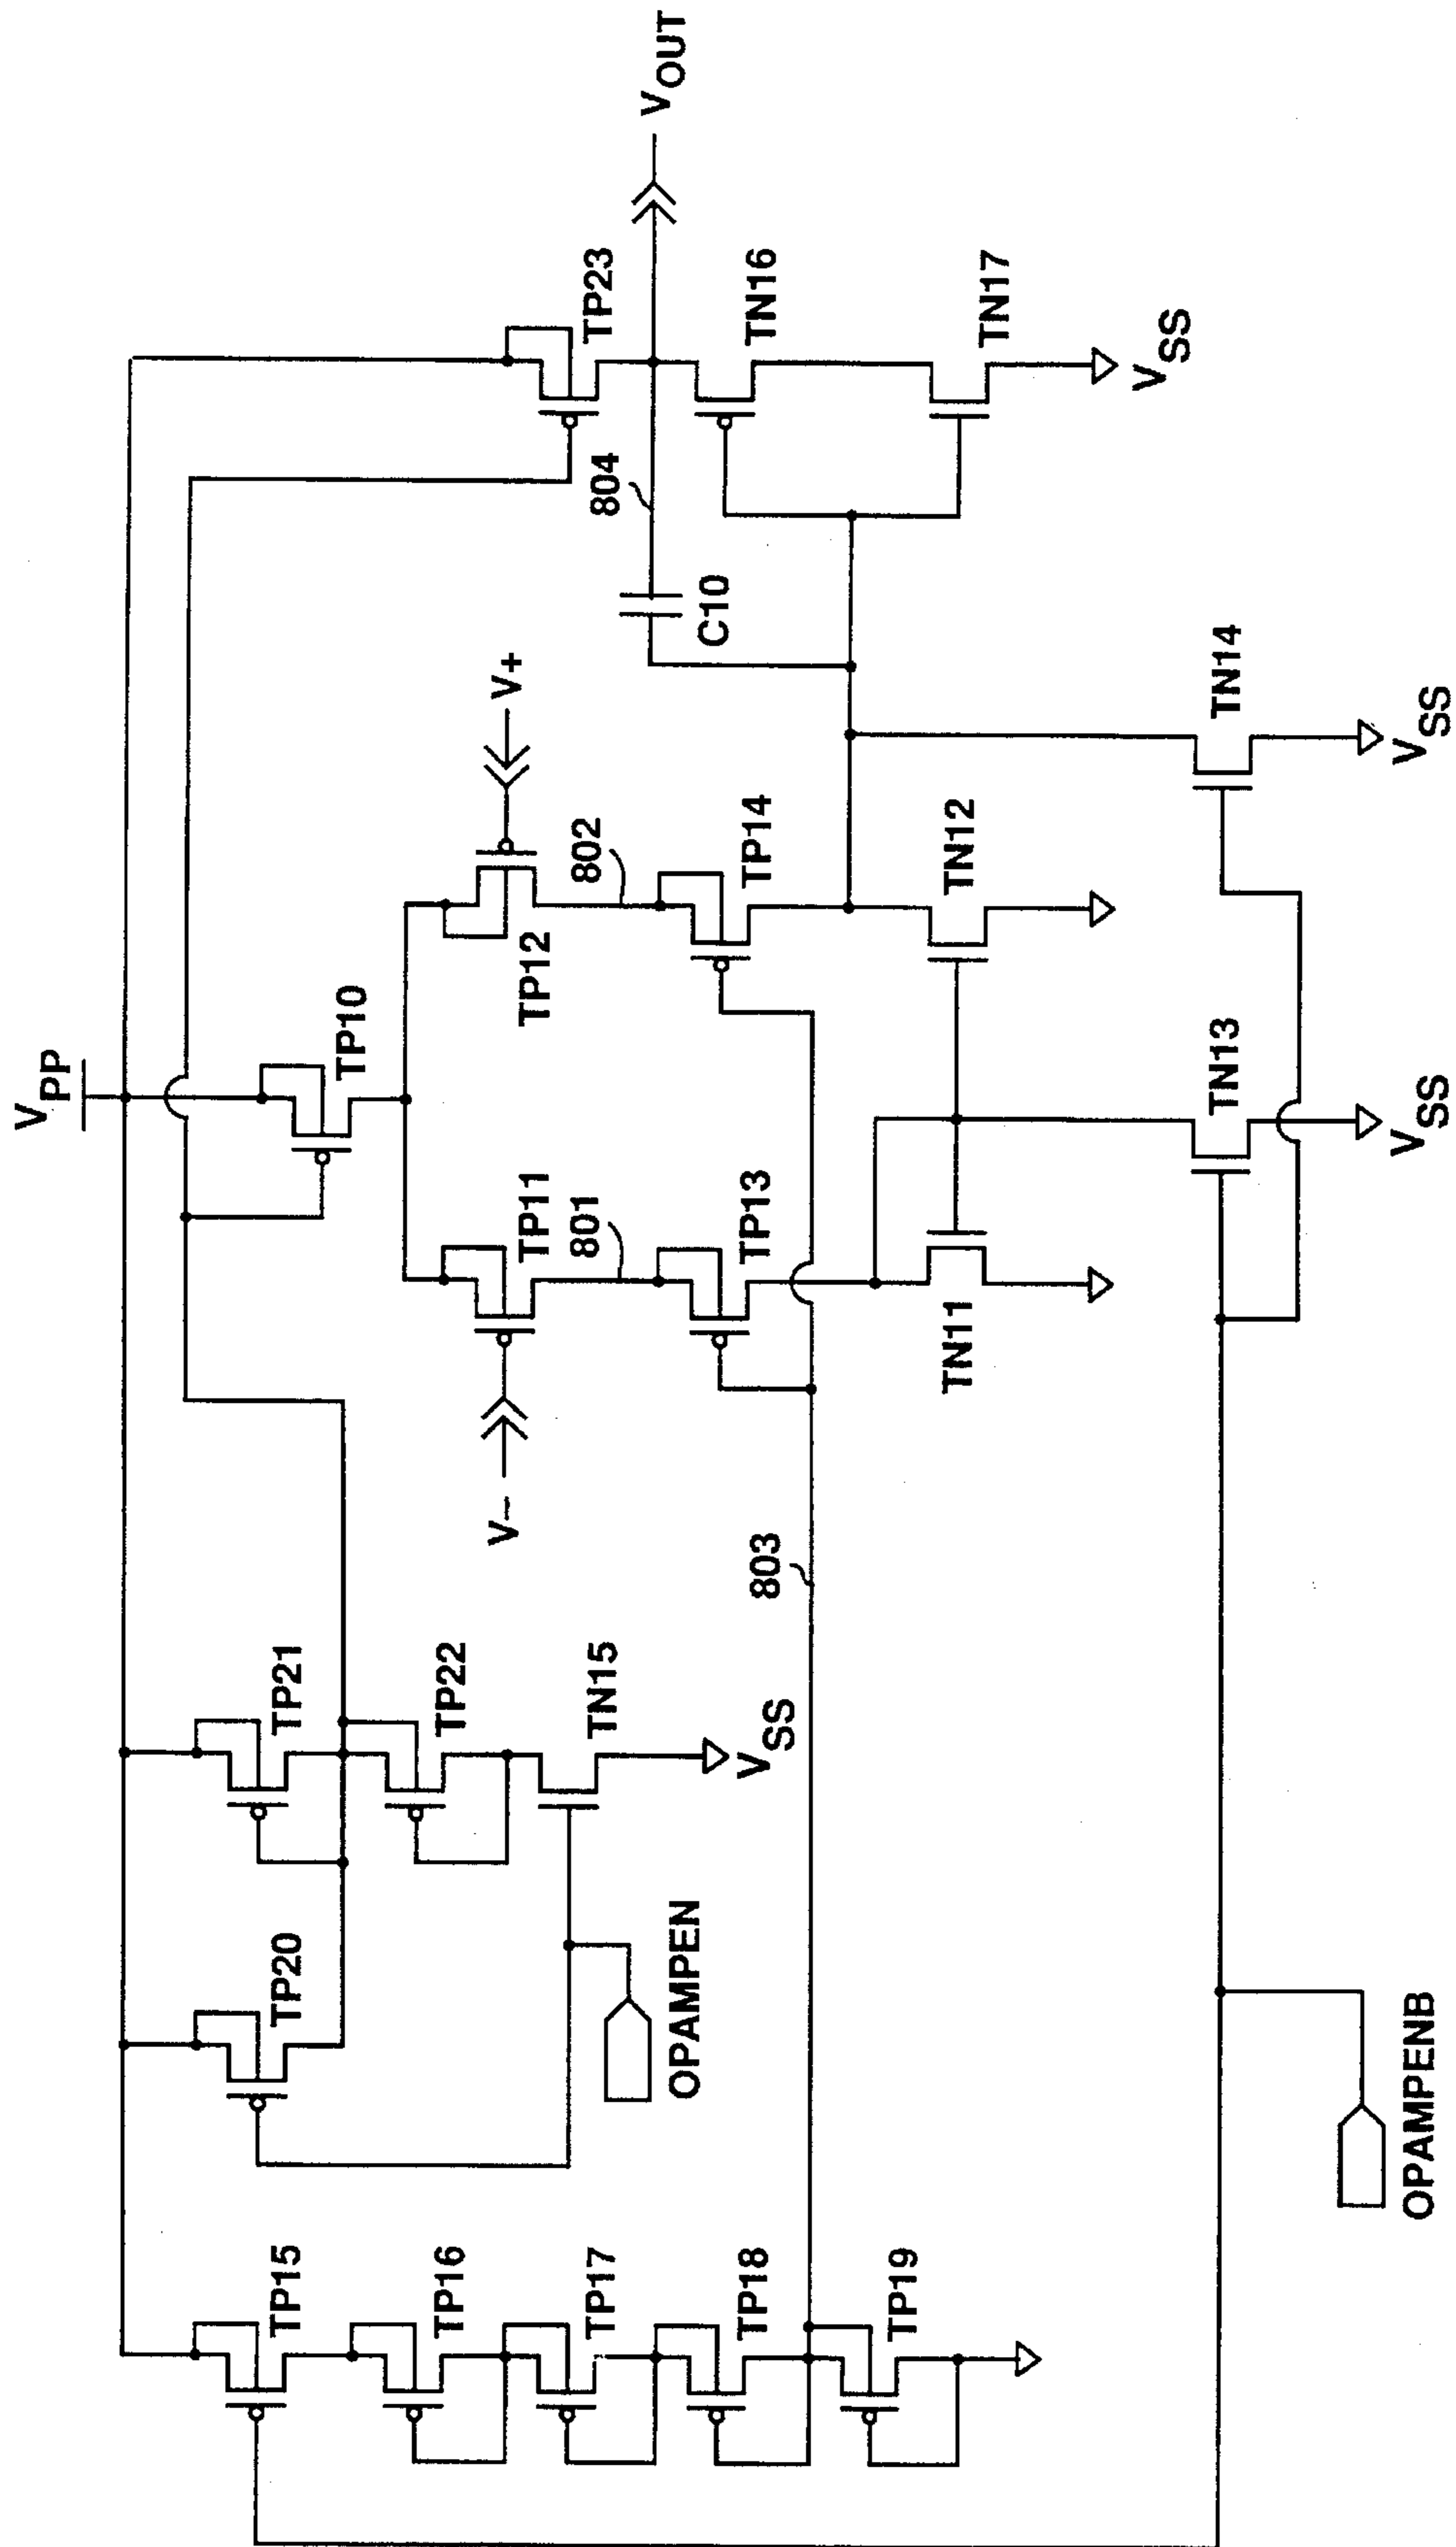 VPP
TP15
TP16
TP17
TP18
TP19
TP20
TP21
TP22
TN15
VSS
OPAMPEN
OPAMPENB
803
V–
TP10
TP11
801
TP13
TN11
TN13
VSS
V+
TP12
802
TP14
TN12
TN14
VSS
C10
804
TP23
TN16
TN17
VSS
VOUT